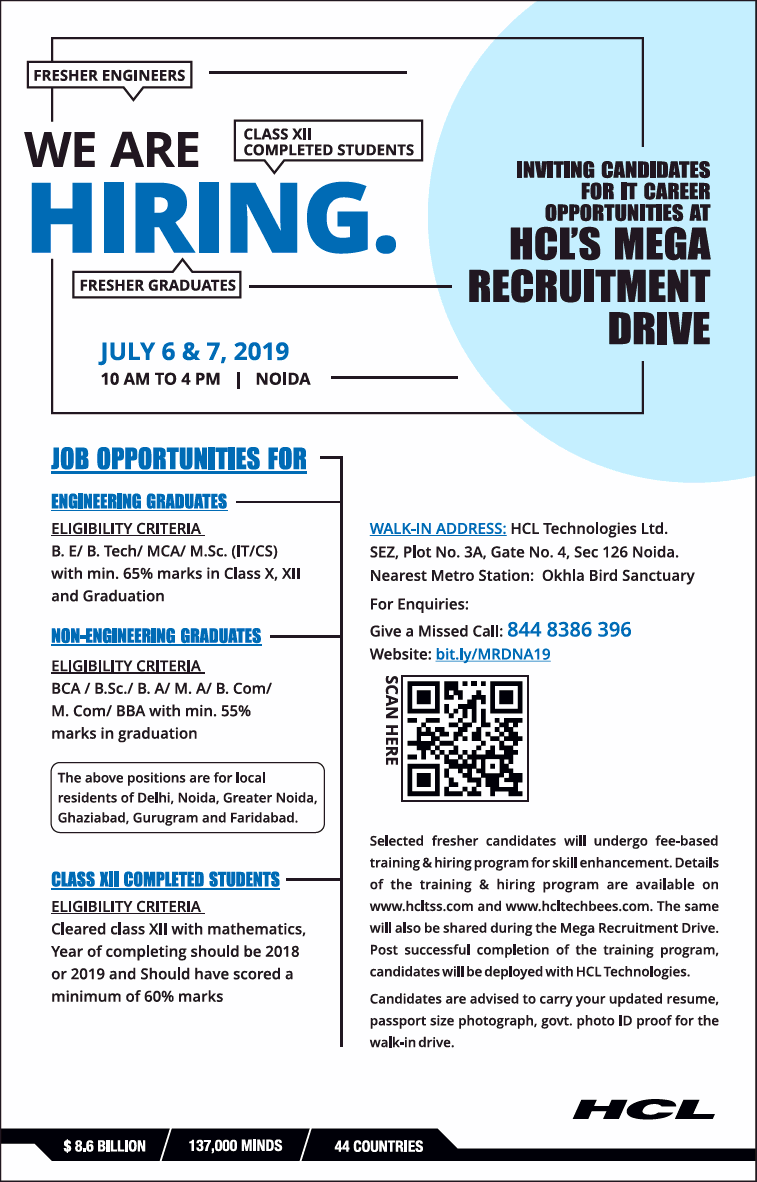 FRESHER ENGINEERS
WE ARE
CLASS XII
COMPLETED STUDENTS
HIRING.
FRESHER GRADUATES
JULY 6 & 7, 2019
10 AM TO 4 PM | NOIDA
INVITING CANDIDATES
FOR IT CAREER
OPPORTUNITIES AT
HCL'S MEGA
RECRUITMENT
DRIVE
JOB OPPORTUNITIES FOR
ENGINEERING GRADUATES
ELIGIBILITY CRITERIA
B. E/ B. Tech/ MCA/ M.Sc. (IT/CS)
with min. 65% marks in Class X, XII
and Graduation
NON-ENGINEERING GRADUATES
ELIGIBILITY CRITERIA
BCA / B.Sc./ B. A/ M. A/ B. Com/
M. Com/ BBA with min. 55%
marks in graduation
The above positions are for local
residents of Delhi, Noida, Greater Noida,
Ghaziabad, Gurugram and Faridabad.
CLASS XII COMPLETED STUDENTS
ELIGIBILITY CRITERIA
Cleared class XII with mathematics,
Year of completing should be 2018
or 2019 and Should have scored a
minimum of 60% marks
WALK-IN ADDRESS: HCL Technologies Ltd.
SEZ, Plot No. 3A, Gate No. 4, Sec 126 Noida.
Nearest Metro Station: Okhla Bird Sanctuary
For Enquiries:
Give a Missed Call: 844 8386 396
Website: bit.ly/MRDNA19
SCAN HERE
Selected fresher candidates will undergo fee-based
training & hiring program for skill enhancement. Details
of the training & hiring program are available on
www.hcltss.com and www.hcltechbees.com. The same
will also be shared during the Mega Recruitment Drive.
Post successful completion of the training program,
candidates will be deployed with HCL Technologies.
Candidates are advised to carry your updated resume,
passport size photograph, govt. photo ID proof for the
walk-in drive.
HCL
$ 8.6 BILLION / 137,000 MINDS / 44 COUNTRIES